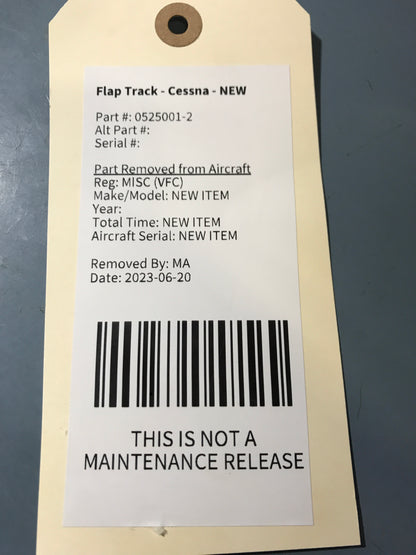 Flap Track - Cessna - NEW
Part #: 0525001-2
Alt Part #:
Serial #:
Part Removed from Aircraft
Reg: MISC (VFC)
Make/Model: NEW ITEM
Year:
Total Time: NEW ITEM
Aircraft Serial: NEW ITEM
Removed By: MA
Date: 2023-06-20
THIS IS NOT A
MAINTENANCE RELEASE